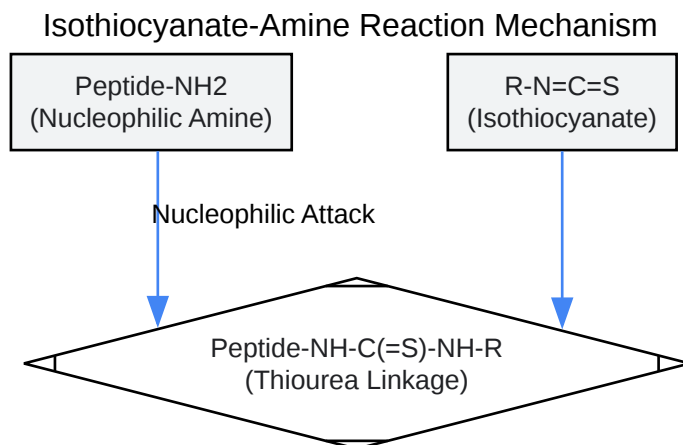 Isothiocyanate-Amine Reaction Mechanism
Peptide-NH2
(Nucleophilic Amine)
R-N=C=S
(Isothiocyanate)
Nucleophilic Attack
Peptide-NH-C(=S)-NH-R
(Thiourea Linkage)